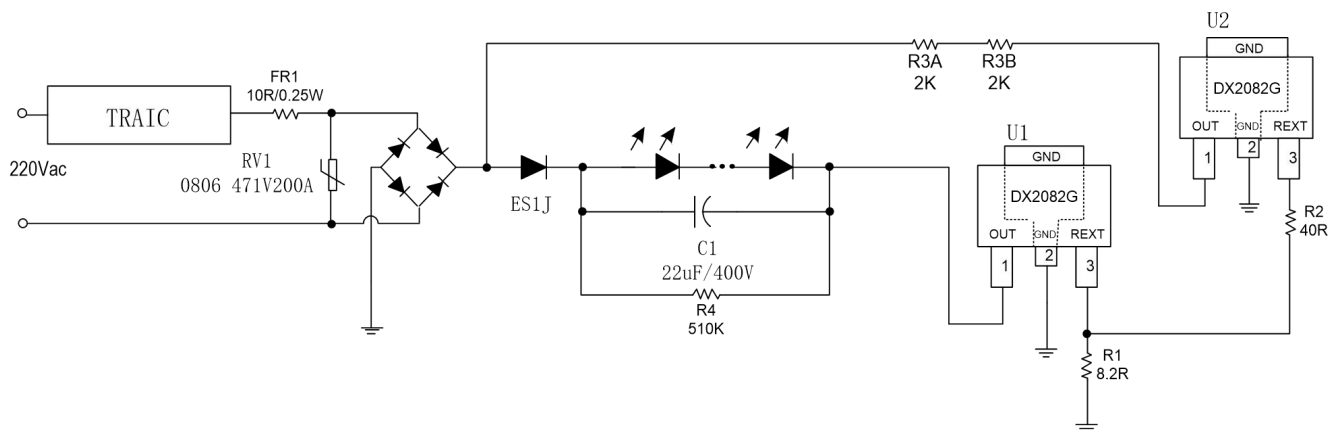 U2
GND
DX2082G
OUT
GND
REXT
1
2
3
R3A
2K
R3B
2K
FR1
10R/0.25W
TRAIC
220Vac
RV1
0806 471V200A
ES1J
C1
22uF/400V
R4
510K
U1
GND
DX2082G
OUT
GND
REXT
1
2
3
R2
40R
R1
8.2R